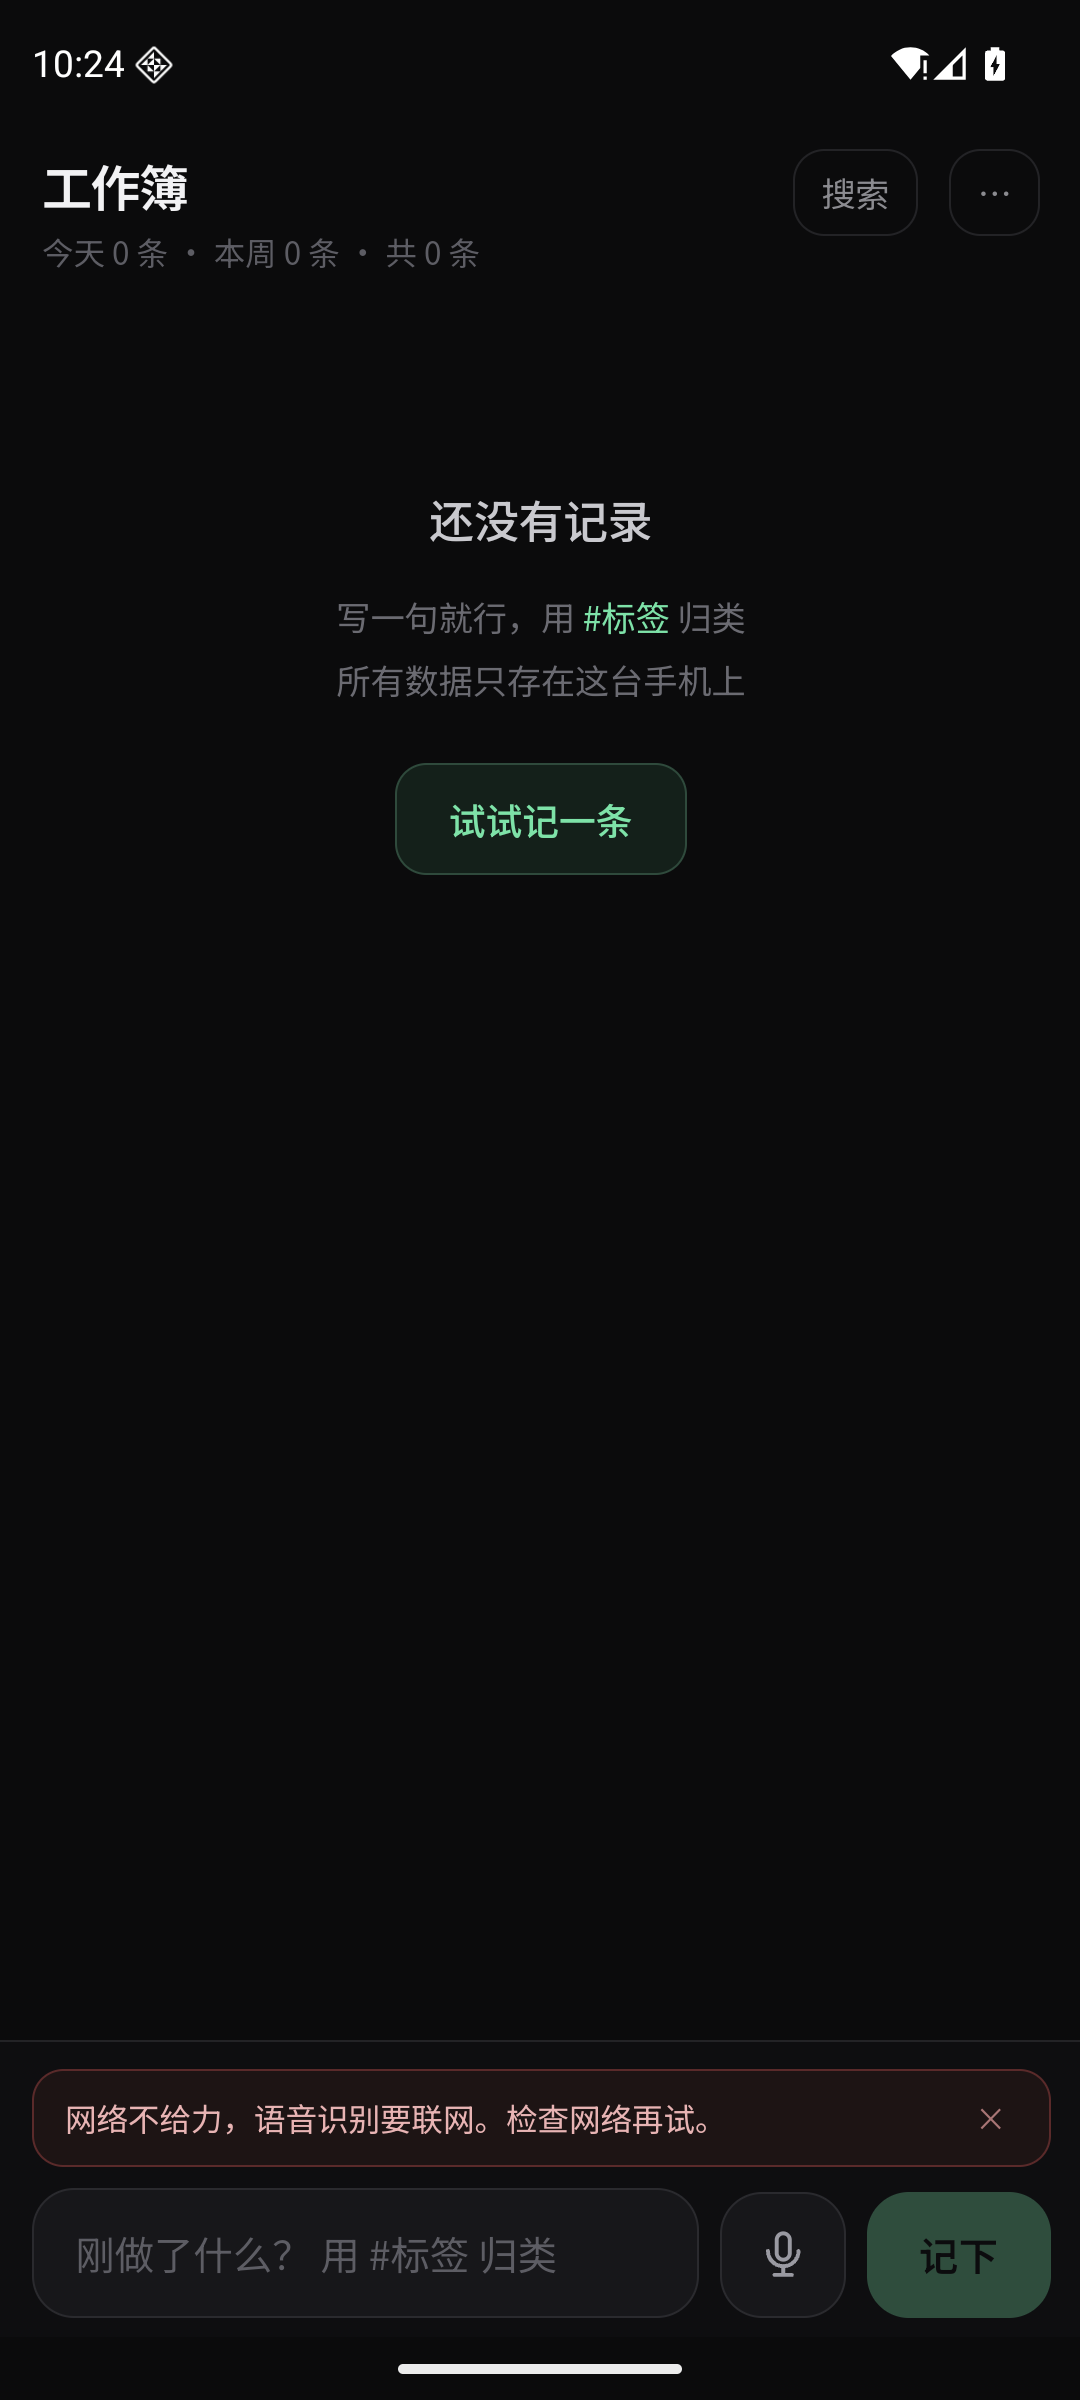 10:24
工作簿
搜索
···
今天 0 条 · 本周 0 条 · 共 0 条
还没有记录
写一句就行，用 #标签 归类
所有数据只存在这台手机上
试试记一条
网络不给力，语音识别要联网。检查网络再试。
刚做了什么？ 用 #标签 归类
记下